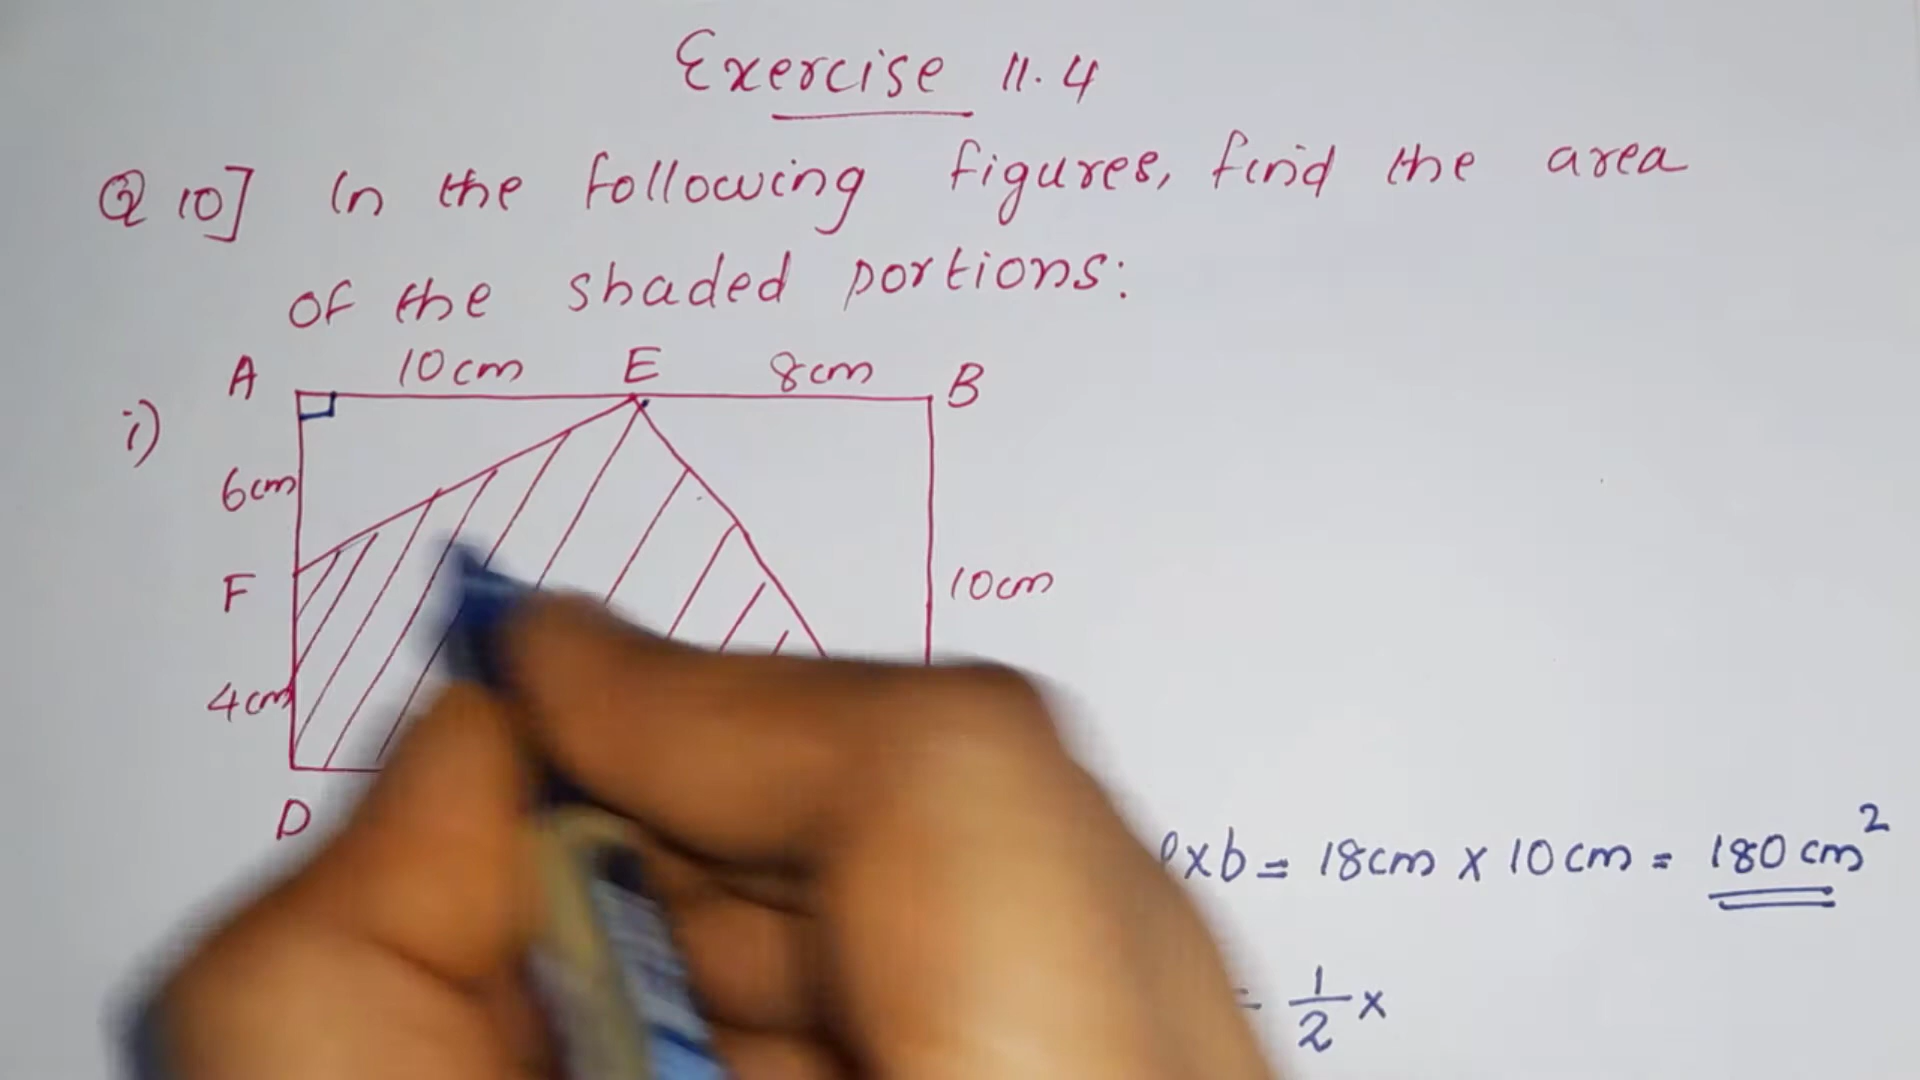 Exercise 11.4
Q 10] In the following figures, find the area
of the shaded portions:
A 10cm E 8cm B
i)
6cm
F 10cm
4cm
D
l x b = 18cm x 10cm = 180 cm²
= 1/2 x